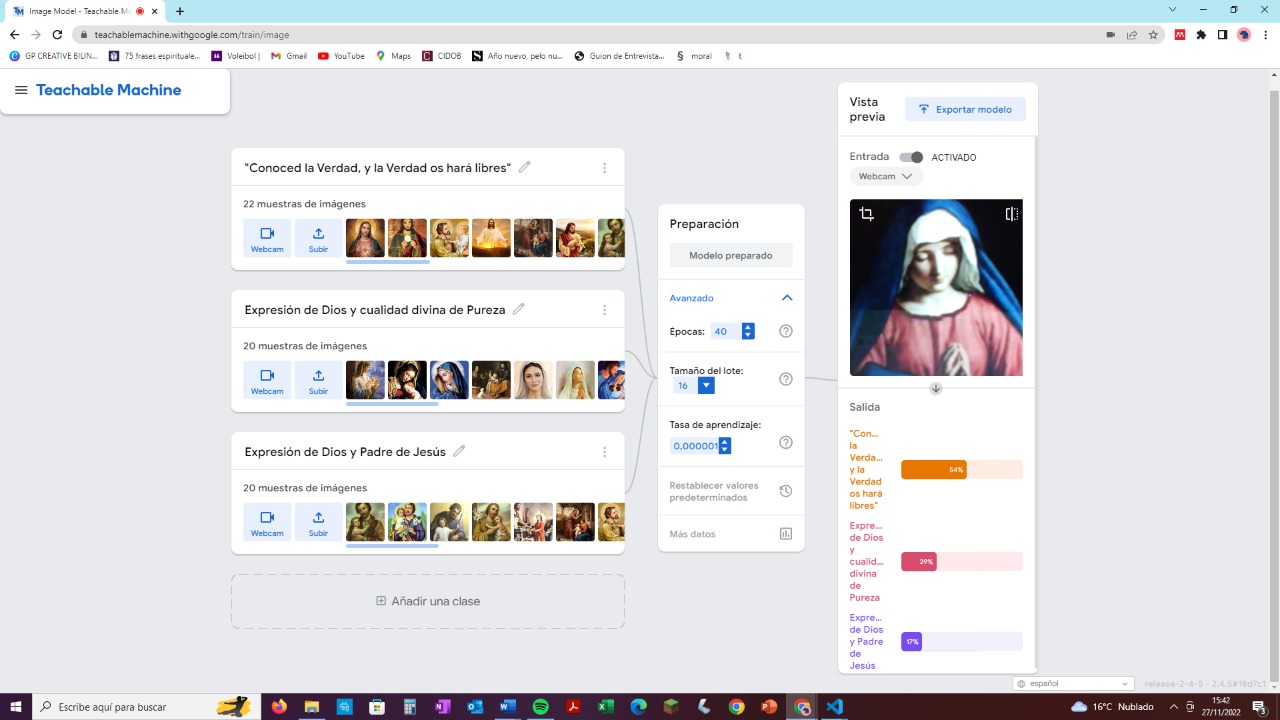 Image Model - Teachable Ma
teachablemachine.withgoogle.com/train/image
GP CREATIVE BILIN... 75 frases espirituale... Voleibol | Gmail YouTube Maps CIDOB Año nuevo, pelo nu... Guion de Entrevista... moral t
Teachable Machine
"Conoced la Verdad, y la Verdad os hará libres"
22 muestras de imágenes
Webcam Subir
Expresión de Dios y cualidad divina de Pureza
20 muestras de imágenes
Webcam Subir
Expresión de Dios y Padre de Jesús
20 muestras de imágenes
Webcam Subir
Añadir una clase
Preparación
Modelo preparado
Avanzado
Épocas: 40
Tamaño del lote:
16
Tasa de aprendizaje:
0,000001
Restablecer valores
predeterminados
Más datos
Vista
previa
Exportar modelo
Entrada ACTIVADO
Webcam
Salida
"Con...
la
Verda...
y la
Verdad
os hará
libres"
54%
Expre...
de Dios
y
cualid...
divina
de
Pureza
29%
Expre...
de Dios
y Padre
de
Jesús
17%
español
release-2-4-5 - 2.4.5#18d7c1
Escribe aquí para buscar
16°C Nublado
15:42
27/11/2022